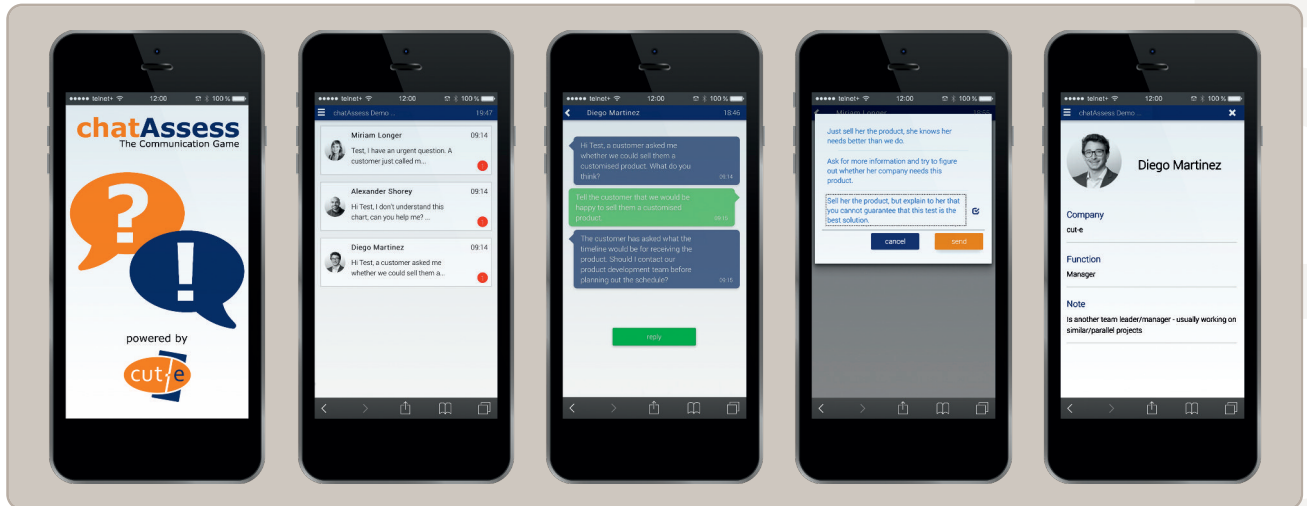 ●●●●● telnet+ 12:00 100 %
chatAssess
The Communication Game
?
!
powered by
cut-e
●●●●● telnet+ 12:00 100 %
chatAssess Demo ... 19:47
Miriam Longer 09:14
Test, I have an urgent question. A
customer just called m...
Alexander Shorey 09:14
Hi Test, I don't understand this
chart, can you help me? ...
Diego Martinez 09:14
Hi Test, a customer asked me
whether we could sell them a...
●●●●● telnet+ 12:00 100 %
Diego Martinez 18:46
Hi Test, a customer asked me
whether we could sell them a
customised product. What do you
think? 09:14
Tell the customer that we would be
happy to sell them a customised
product. 09:15
The customer has asked what the
timeline would be for receiving the
product. Should I contact our
product development team before
planning out the schedule? 09:15
reply
●●●●● telnet+ 12:00 100 %
Miriam Longer
Just sell her the product, she knows her
needs better than we do.
Ask for more information and try to figure
out whether her company needs this
product.
Sell her the product, but explain to her that
you cannot guarantee that this test is the
best solution.
cancel send
●●●●● telnet+ 12:00 100 %
chatAssess Demo ...
Diego Martinez
Company
cut-e
Function
Manager
Note
Is another team leader/manager - usually working on
similar/parallel projects